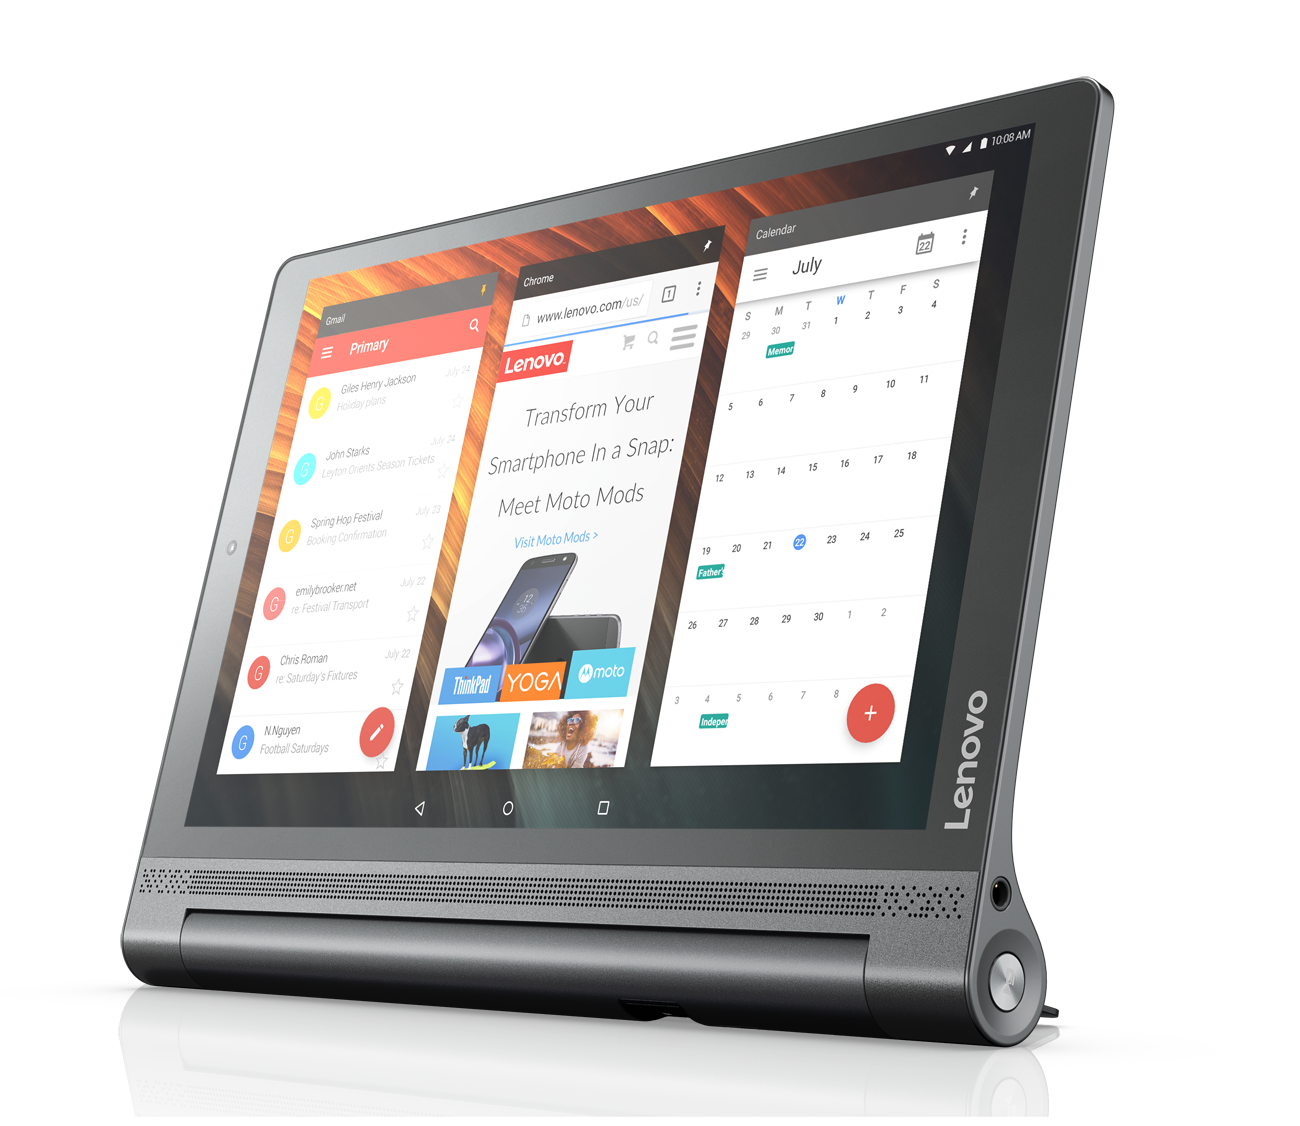 10:08 AM
Gmail
Primary
G
Giles Henry Jackson
July 24
Holiday plans
G
John Starks
July 24
Leyton Orients Season Tickets
G
Spring Hop Festival
July 23
Booking Confirmation
G
emilybrooker.net
July 22
re: Festival Transport
G
Chris Roman
July 22
re: Saturday's Fixtures
G
N.Nguyen
Football Saturdays
Chrome
www.lenovo.com/us/
1
Lenovo
Transform Your
Smartphone In a Snap:
Meet Moto Mods
Visit Moto Mods >
12
ThinkPad
YOGA
moto
Calendar
July
22
S M T W T F S
29 30 31 1 2 3 4
Memor
5 6 7 8 9 10 11
12 13 14 15 16 17 18
19 20 21 22 23 24 25
Father's
26 27 28 29 30 1 2
3 4 5 6 7 8
Indepen
Lenovo